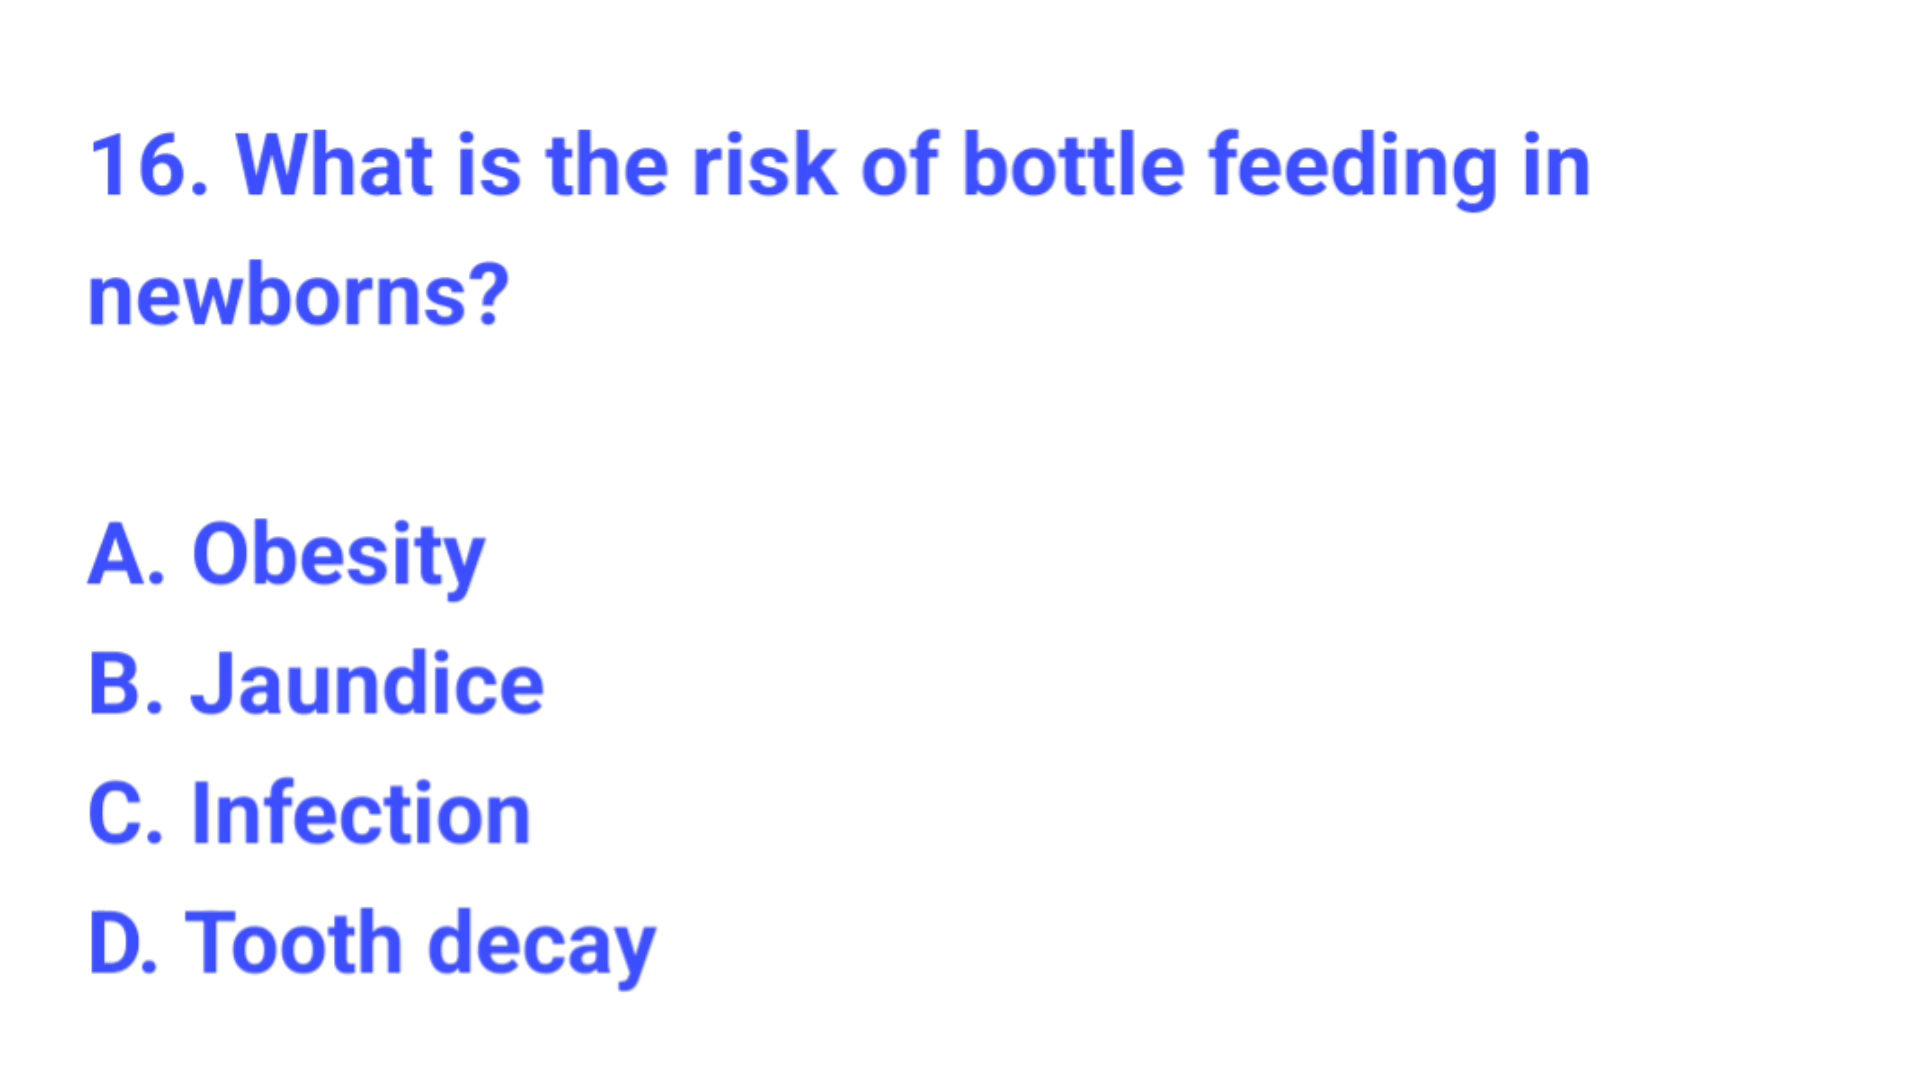 16. What is the risk of bottle feeding in
newborns?
A. Obesity
B. Jaundice
C. Infection
D. Tooth decay